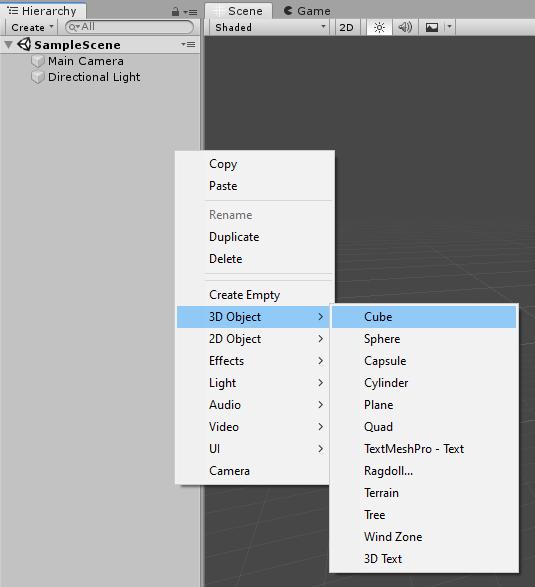 Hierarchy
Create
All
SampleScene
Main Camera
Directional Light
Scene
Game
Shaded
2D
Copy
Paste
Rename
Duplicate
Delete
Create Empty
3D Object
2D Object
Effects
Light
Audio
Video
UI
Camera
Cube
Sphere
Capsule
Cylinder
Plane
Quad
TextMeshPro - Text
Ragdoll...
Terrain
Tree
Wind Zone
3D Text